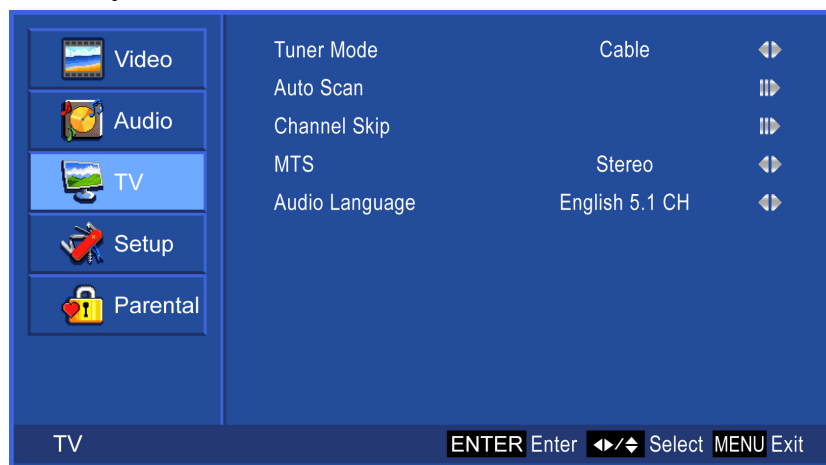 Video
Audio
TV
Setup
Parental
Tuner Mode Cable
Auto Scan
Channel Skip
MTS Stereo
Audio Language English 5.1 CH
TV ENTER Enter / Select MENU Exit